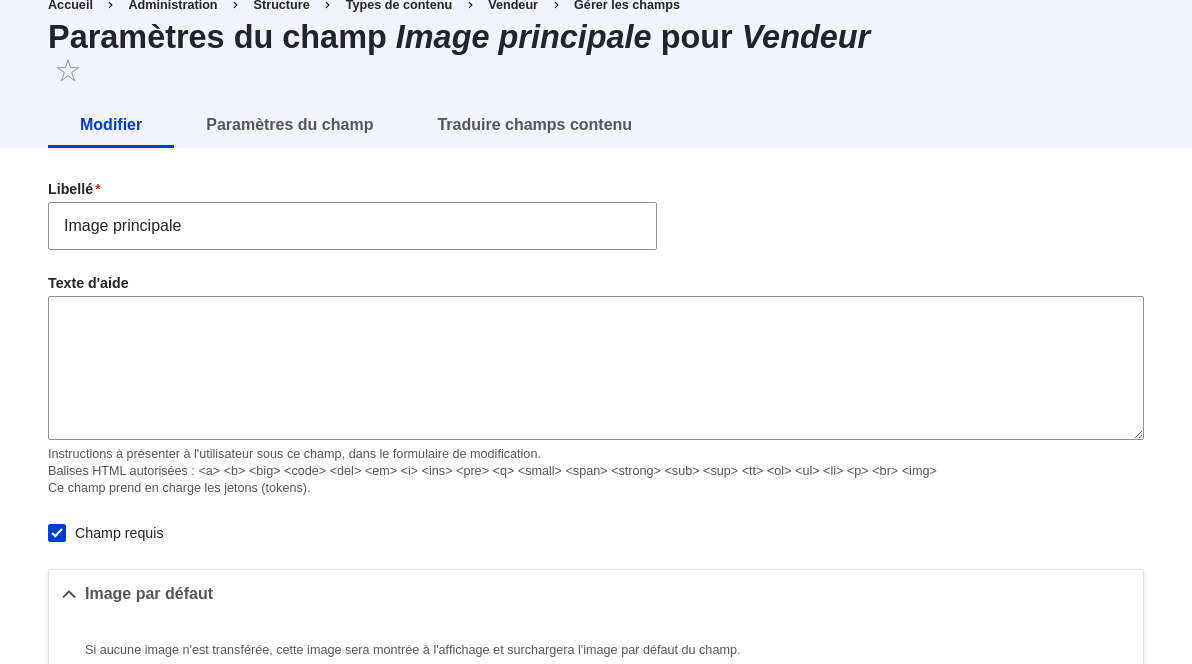 Accueil > Administration > Structure > Types de contenu > Vendeur > Gérer les champs
Paramètres du champ Image principale pour Vendeur
Modifier Paramètres du champ Traduire champs contenu
Libellé*
Image principale
Texte d'aide
Instructions à présenter à l'utilisateur sous ce champ, dans le formulaire de modification.
Balises HTML autorisées : <a> <b> <big> <code> <del> <em> <i> <ins> <pre> <q> <small> <span> <strong> <sub> <sup> <tt> <ol> <ul> <li> <p> <br> <img>
Ce champ prend en charge les jetons (tokens).
Champ requis
Image par défaut
Si aucune image n'est transférée, cette image sera montrée à l'affichage et surchargera l'image par défaut du champ.